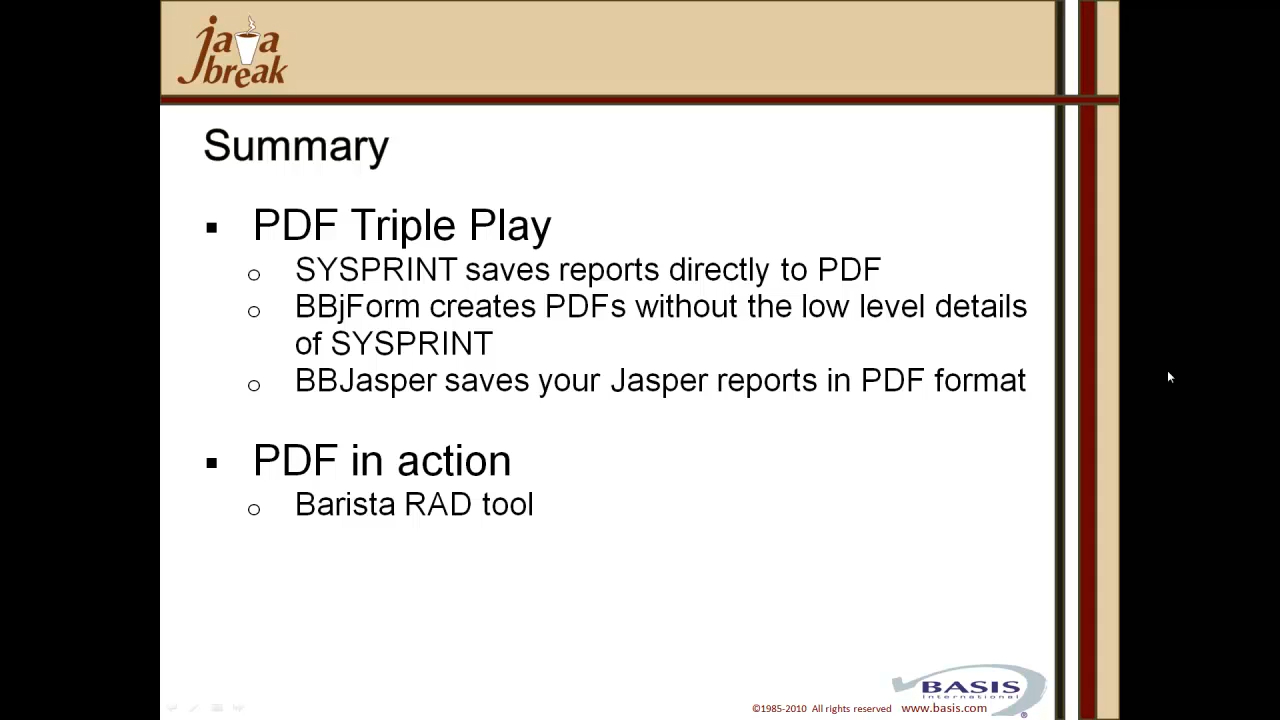 java
break
Summary
▪ PDF Triple Play
o SYSPRINT saves reports directly to PDF
o BBjForm creates PDFs without the low level details
of SYSPRINT
o BBJasper saves your Jasper reports in PDF format
▪ PDF in action
o Barista RAD tool
BASIS
International
®
©1985-2010 All rights reserved www.basis.com